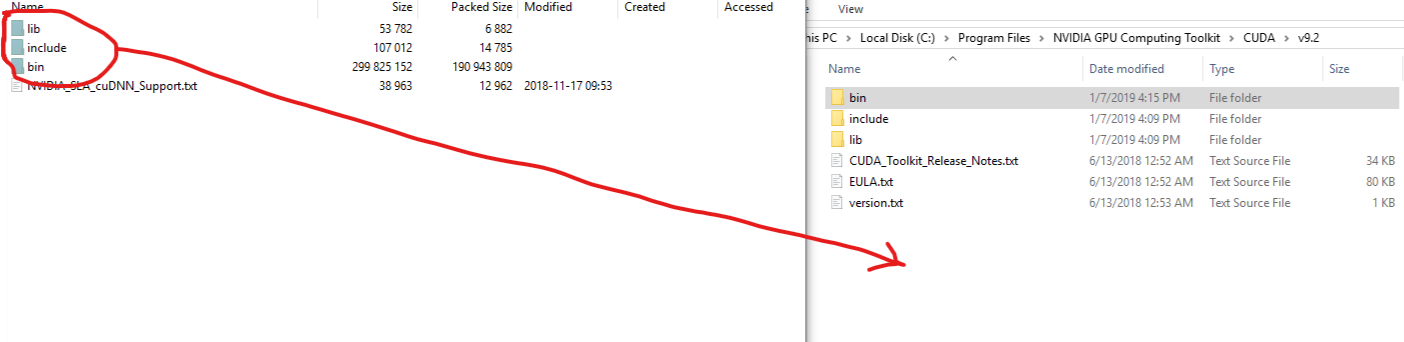 Name Size Packed Size Modified Created Accessed
lib 53 782 6 882
include 107 012 14 785
bin 299 825 152 190 943 809
NVIDIA_SLA_cuDNN_Support.txt 38 963 12 962 2018-11-17 09:53
View
his PC > Local Disk (C:) > Program Files > NVIDIA GPU Computing Toolkit > CUDA > v9.2
Name Date modified Type Size
bin 1/7/2019 4:15 PM File folder
include 1/7/2019 4:09 PM File folder
lib 1/7/2019 4:09 PM File folder
CUDA_Toolkit_Release_Notes.txt 6/13/2018 12:52 AM Text Source File 34 KB
EULA.txt 6/13/2018 12:52 AM Text Source File 80 KB
version.txt 6/13/2018 12:53 AM Text Source File 1 KB